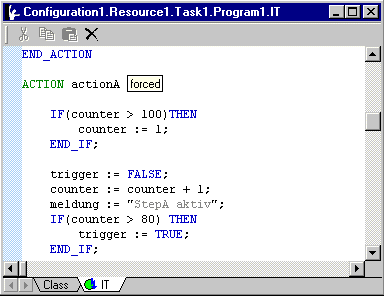 Configuration1.Resource1.Task1.Program1.IT
END_ACTION
ACTION actionA forced
IF(counter > 100)THEN
counter := 1;
END_IF;
trigger := FALSE;
counter := counter + 1;
meldung := "StepA aktiv";
IF(counter > 80) THEN
trigger := TRUE;
END_IF;
Class IT